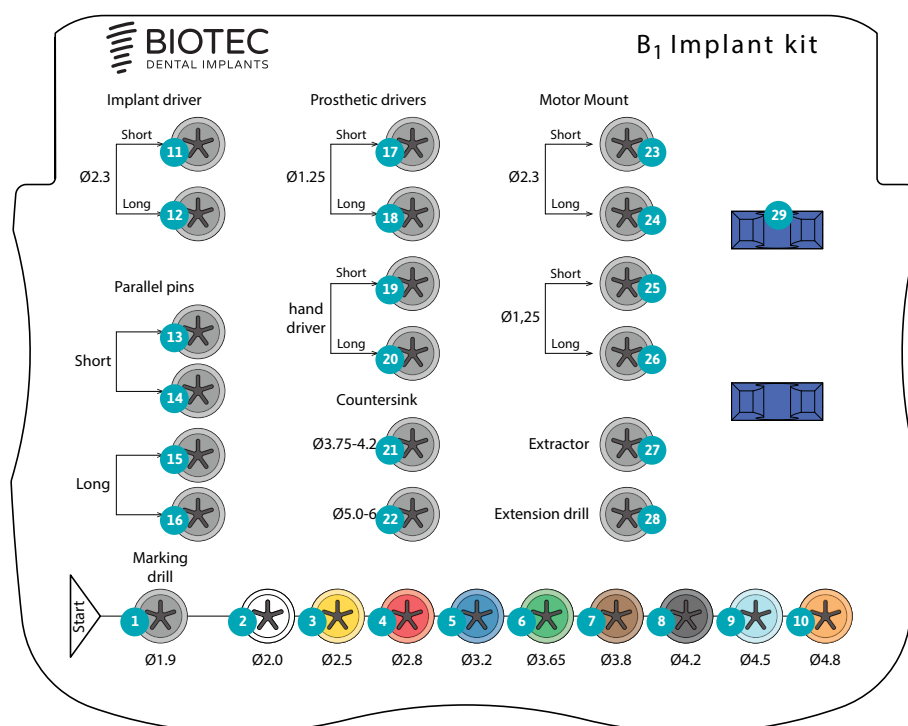 BIOTEC
DENTAL IMPLANTS
B1 Implant kit
Implant driver
Short
11
Ø2.3
Long
12
Prosthetic drivers
Short
17
Ø1.25
Long
18
Motor Mount
Short
23
Ø2.3
Long
24
29
Parallel pins
13
Short
14
15
Long
16
Short
19
hand
driver
Long
20
Short
25
Ø1,25
Long
26
Countersink
Ø3.75-4.2
21
Ø5.0-6
22
Extractor
27
Extension drill
28
Marking
drill
Start
1
2
3
4
5
6
7
8
9
10
Ø1.9
Ø2.0
Ø2.5
Ø2.8
Ø3.2
Ø3.65
Ø3.8
Ø4.2
Ø4.5
Ø4.8